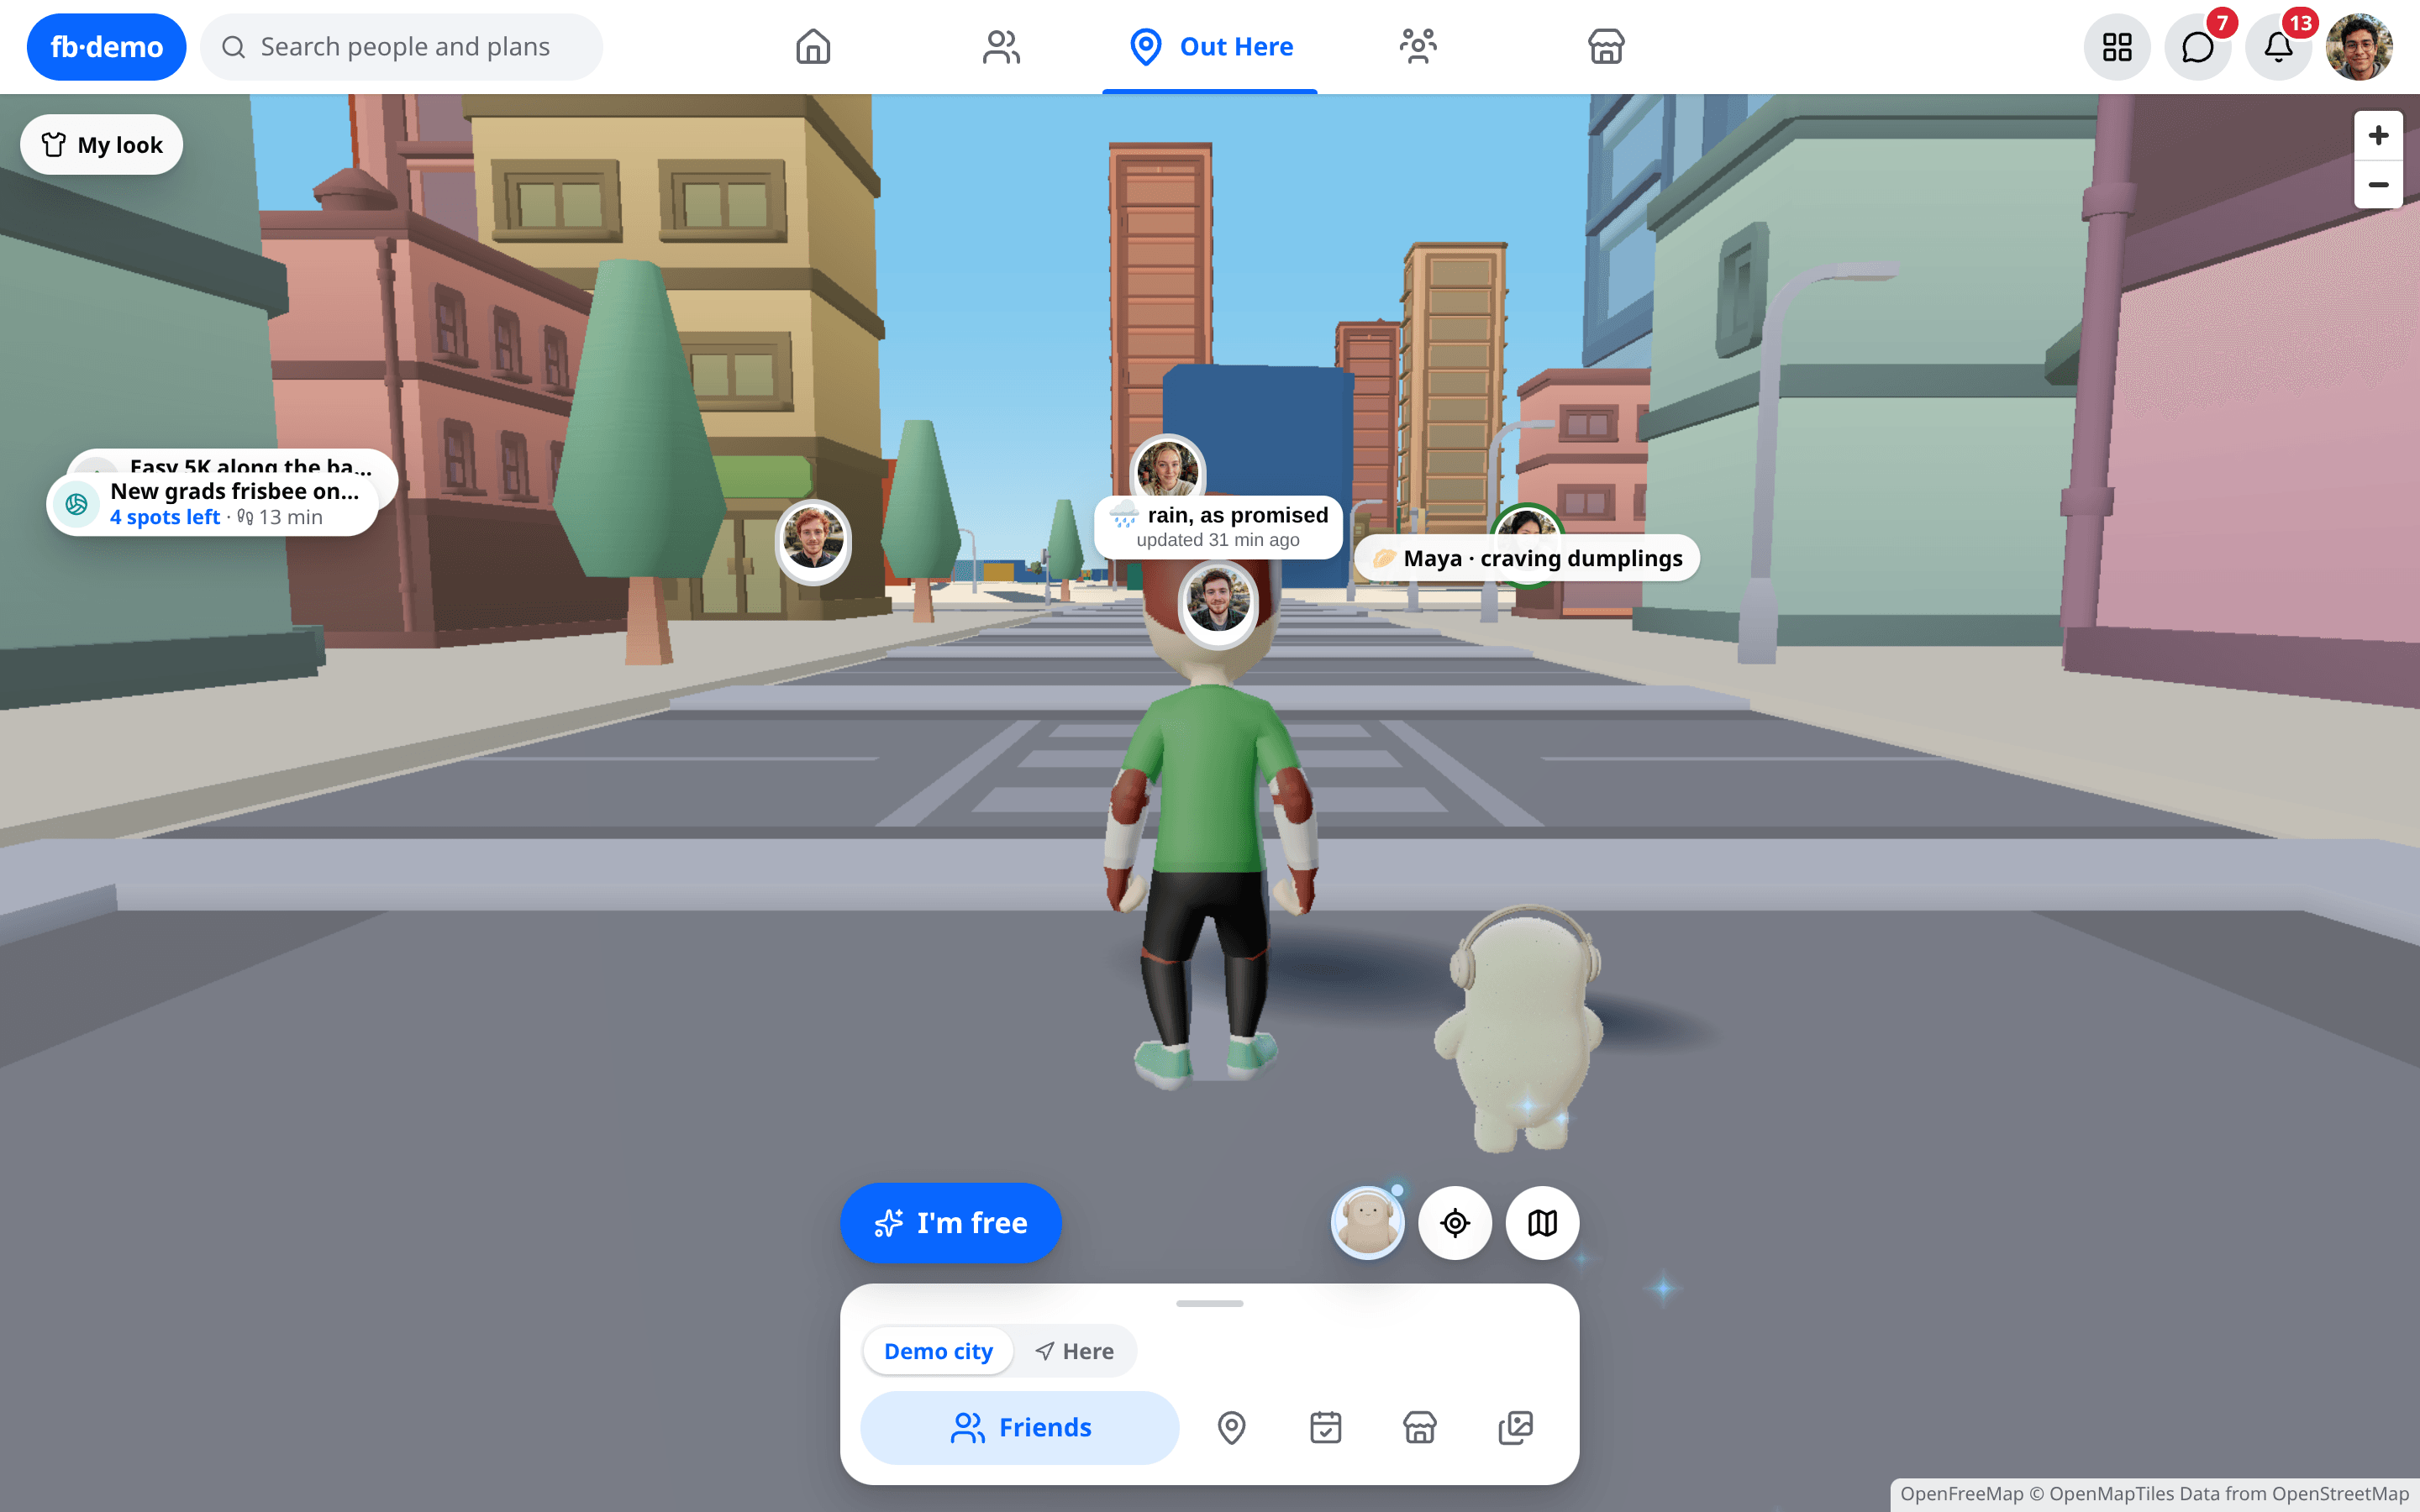 fb·demo
Search people and plans
Out Here
7
13
My look
+
−
Easy 5K along the ba...
New grads frisbee on...
4 spots left · 13 min
rain, as promised
updated 31 min ago
Maya · craving dumplings
I'm free
Demo city
Here
Friends
OpenFreeMap © OpenMapTiles Data from OpenStreetMap